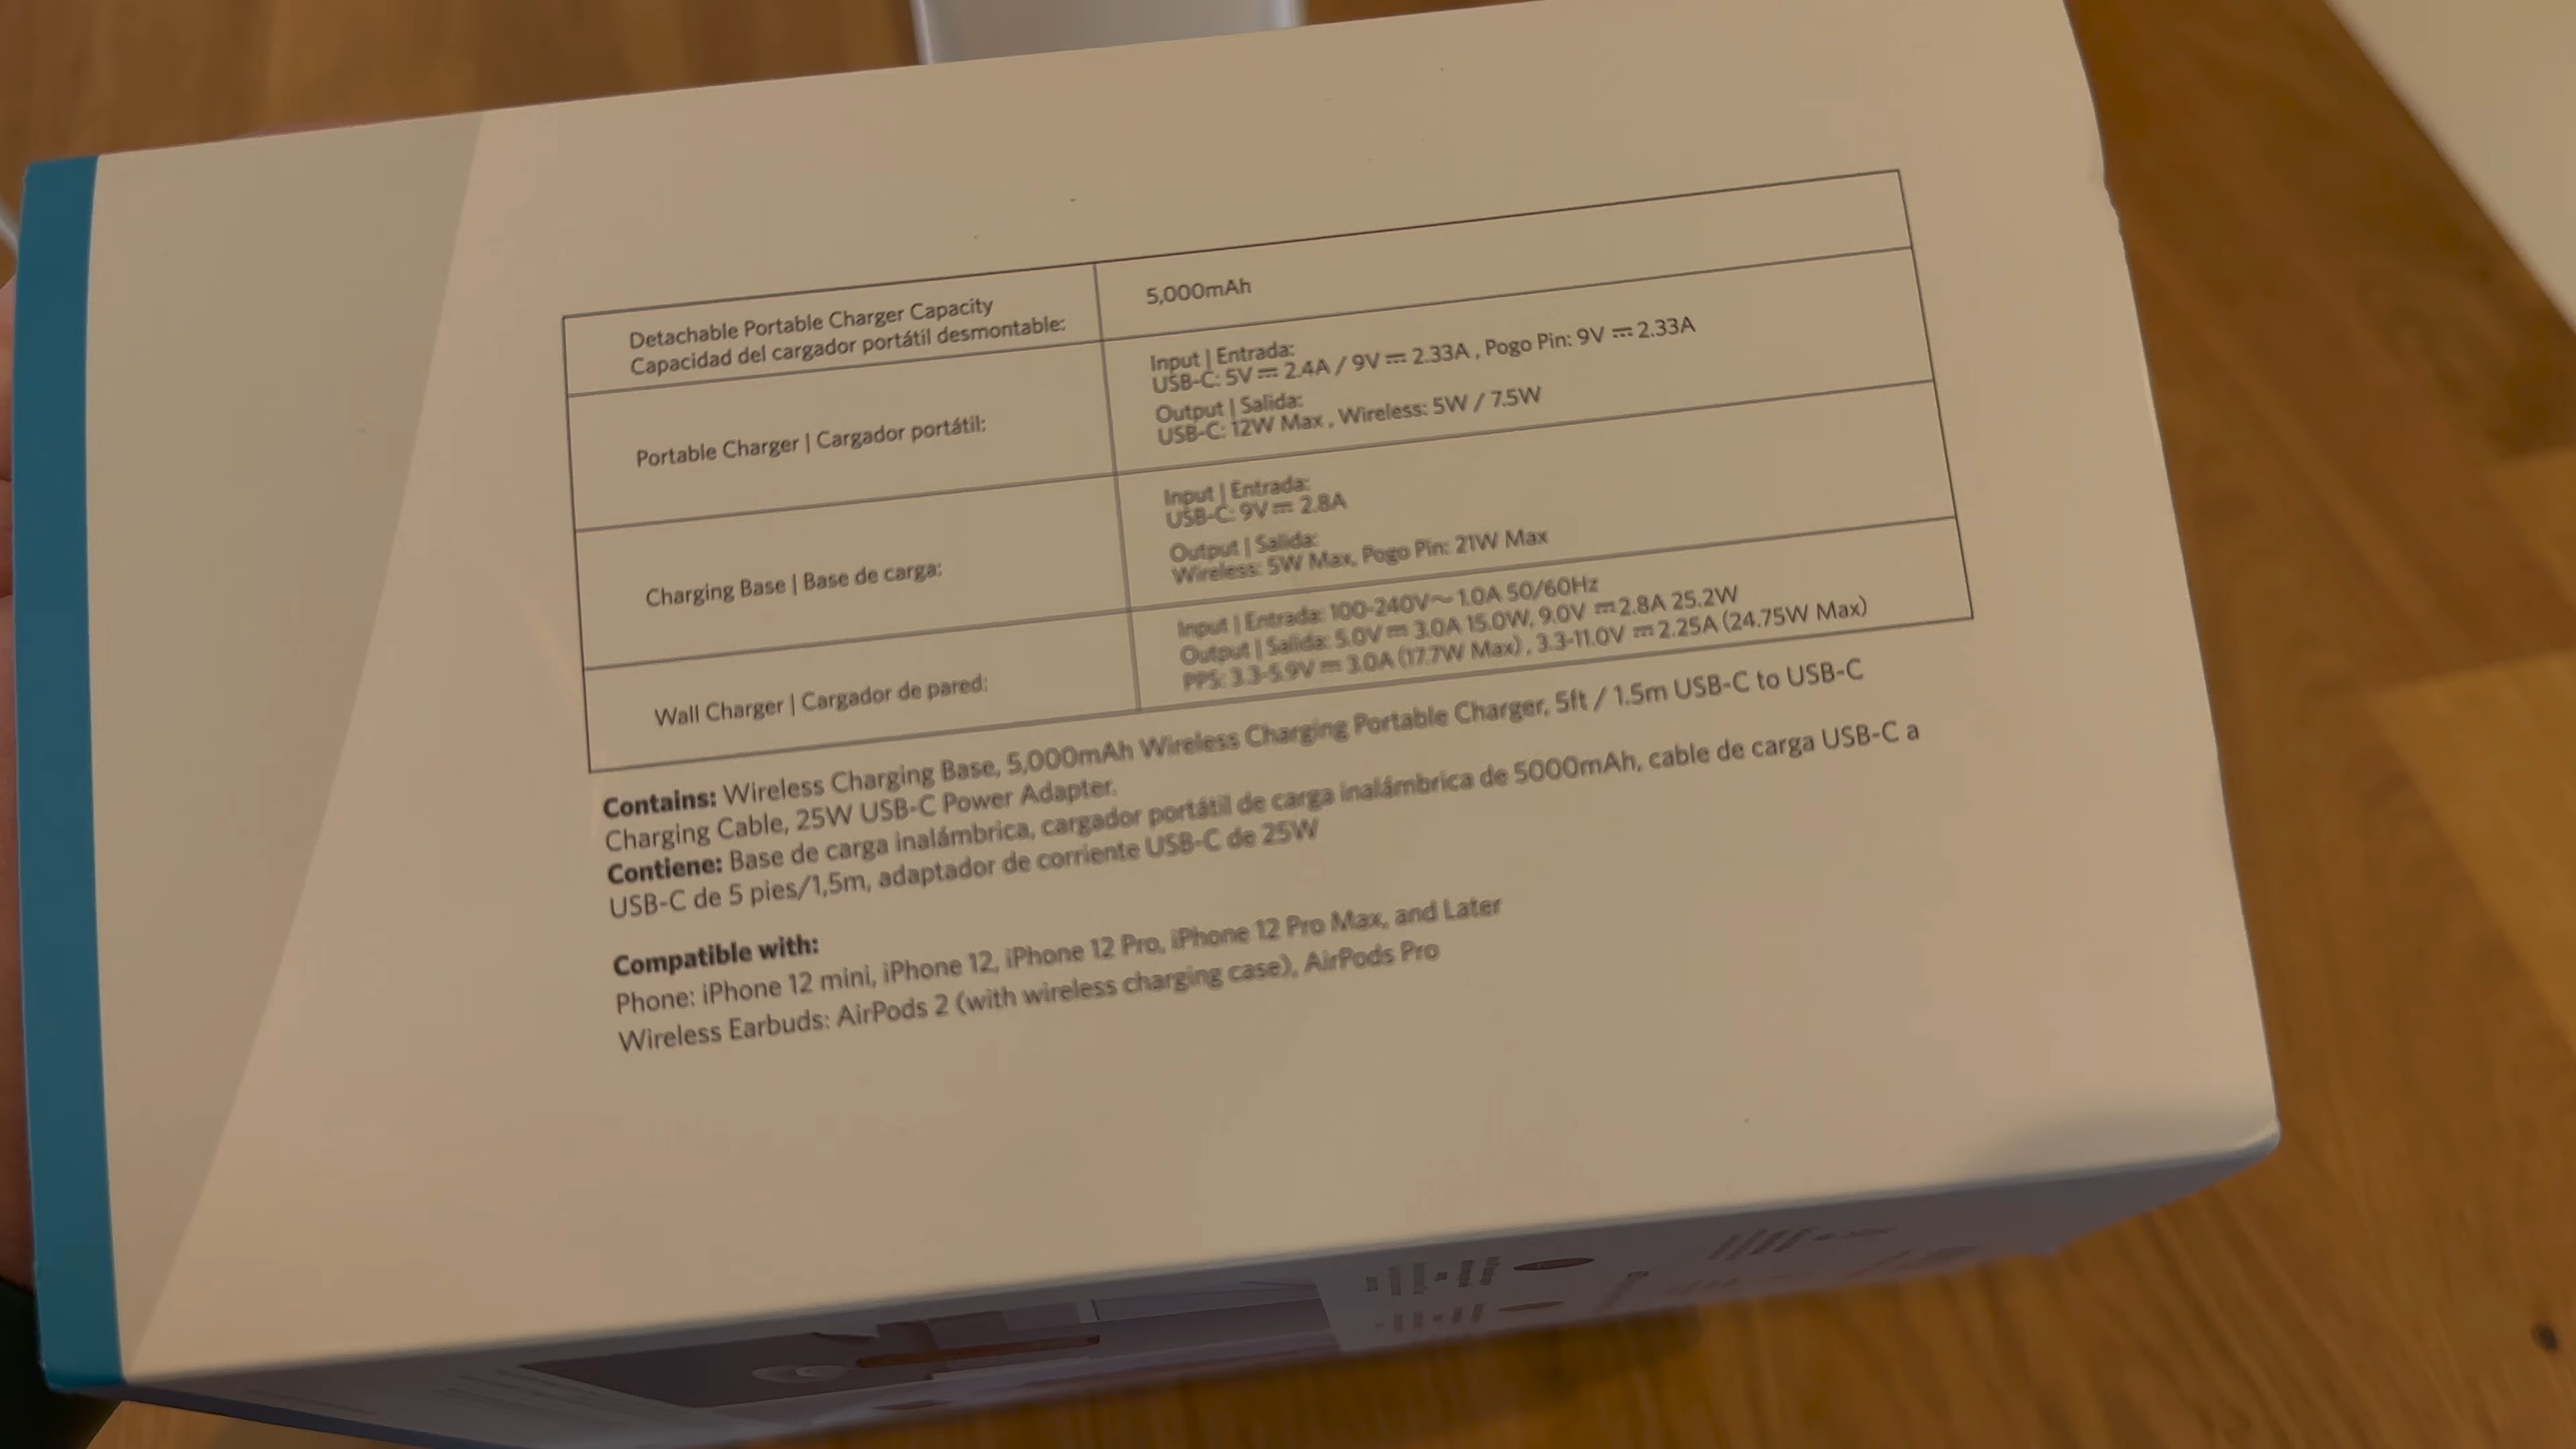 Detachable Portable Charger Capacity
Capacidad del cargador portátil desmontable:
5,000mAh
Portable Charger | Cargador portátil:
Input | Entrada:
USB-C: 5V⎓2.4A / 9V⎓2.33A , Pogo Pin: 9V⎓2.33A
Output | Salida:
USB-C: 12W Max , Wireless: 5W / 7.5W
Charging Base | Base de carga:
Input | Entrada:
USB-C: 9V⎓2.8A
Output | Salida:
Wireless: 5W Max, Pogo Pin: 21W Max
Wall Charger | Cargador de pared:
Input | Entrada: 100-240V~ 1.0A 50/60Hz
Output | Salida: 5.0V⎓3.0A 15.0W, 9.0V⎓2.8A 25.2W
PPS: 3.3-5.9V⎓3.0A (17.7W Max) , 3.3-11.0V⎓2.25A (24.75W Max)
Contains: Wireless Charging Base, 5,000mAh Wireless Charging Portable Charger, 5ft / 1.5m USB-C to USB-C
Charging Cable, 25W USB-C Power Adapter.
Contiene: Base de carga inalámbrica, cargador portátil de carga inalámbrica de 5000mAh, cable de carga USB-C a
USB-C de 5 pies/1,5m, adaptador de corriente USB-C de 25W
Compatible with:
Phone: iPhone 12 mini, iPhone 12, iPhone 12 Pro, iPhone 12 Pro Max, and Later
Wireless Earbuds: AirPods 2 (with wireless charging case), AirPods Pro